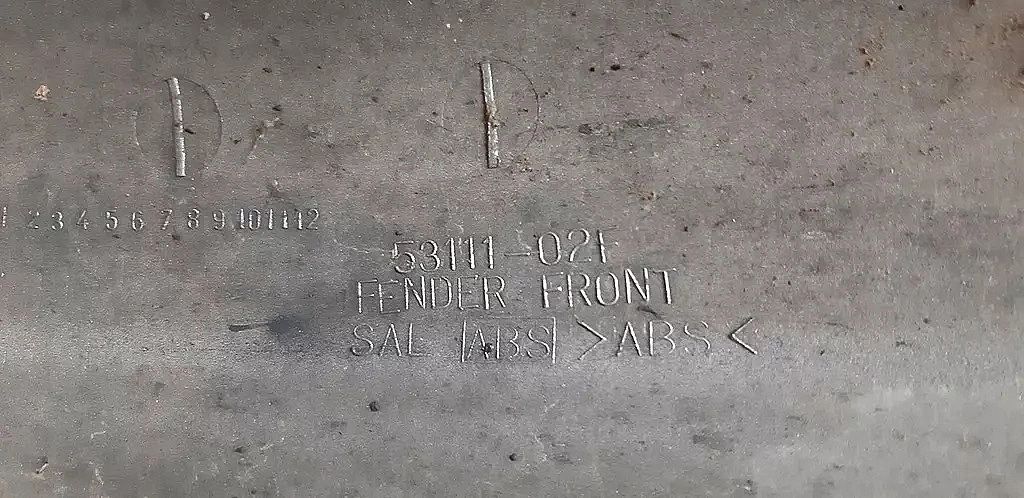 1 2 3 4 5 6 7 8 9 10 11 12
53111-02F
FENDER FRONT
SAL ABS >ABS<